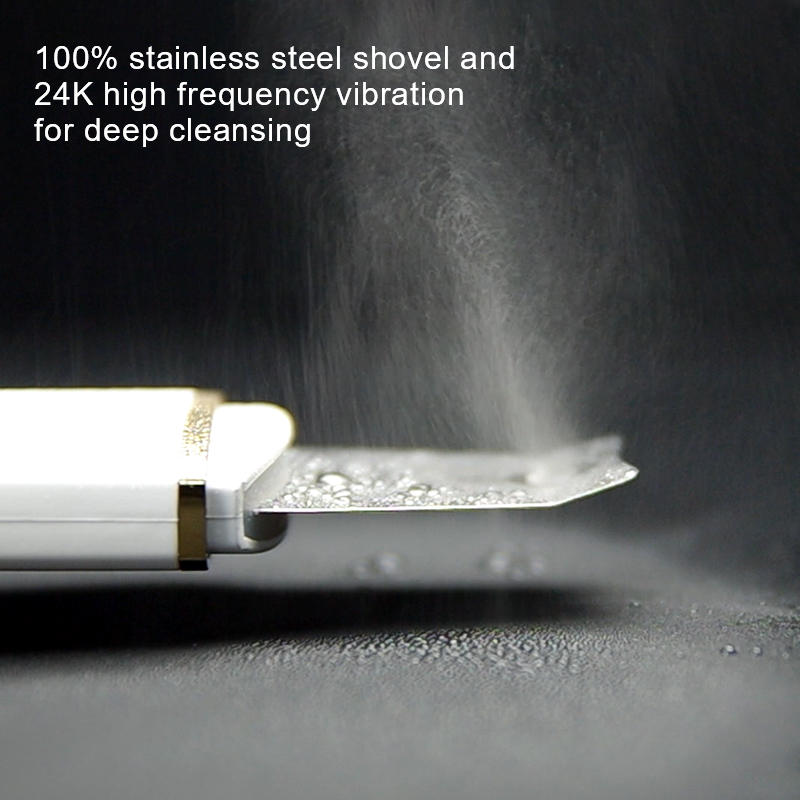 100% stainless steel shovel and
24K high frequency vibration
for deep cleansing